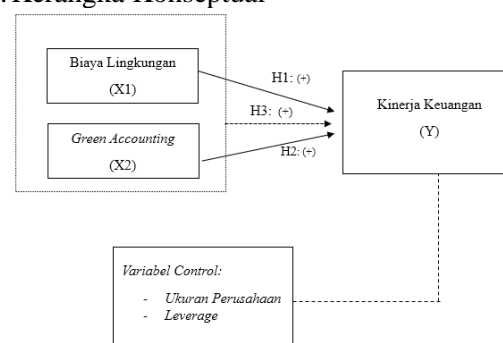 Kerangka Konseptual
Biaya Lingkungan
(X1)
H1: (+)
H3: (+)
Green Accounting
(X2)
H2: (+)
Kinerja Keuangan
(Y)
Variabel Control:
- Ukuran Perusahaan
- Leverage